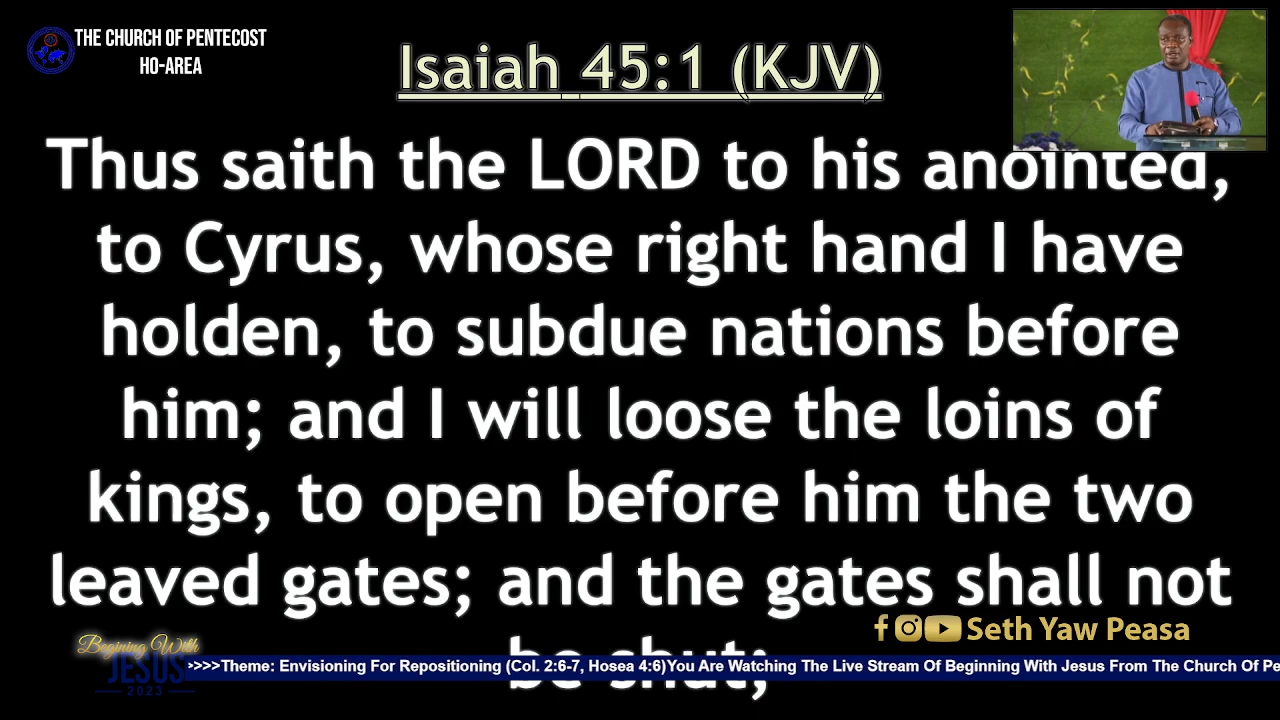 THE CHURCH OF PENTECOST
HO-AREA
Isaiah 45:1 (KJV)
Thus saith the LORD to his anointed,
to Cyrus, whose right hand I have
holden, to subdue nations before
him; and I will loose the loins of
kings, to open before him the two
leaved gates; and the gates shall not
be shut;
Seth Yaw Peasa
Begining With
JESUS
2023
>>>>Theme: Envisioning For Repositioning (Col. 2:6-7, Hosea 4:6)You Are Watching The Live Stream Of Beginning With Jesus From The Church Of Pe